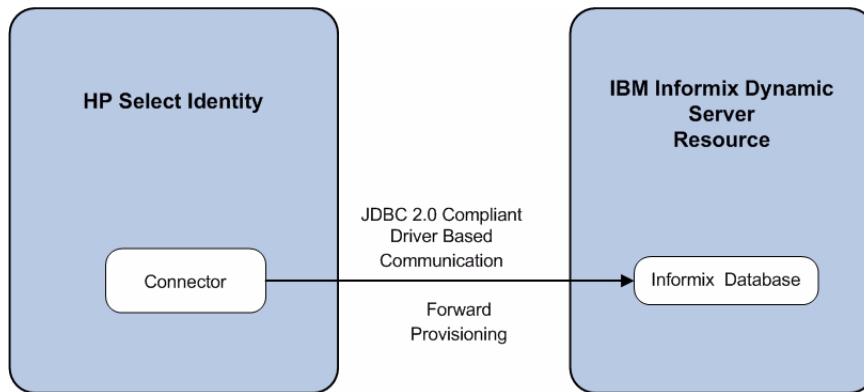 HP Select Identity
IBM Informix Dynamic
Server
Resource
JDBC 2.0 Compliant
Driver Based
Communication
Connector
Informix Database
Forward
Provisioning